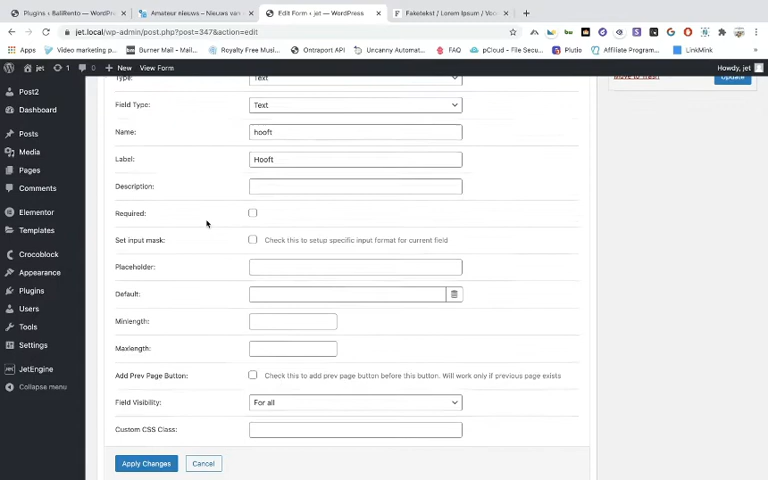 Plugins ‹ BaliRento — Word
Amateur nieuws – Nieuws van
Edit Form ‹ jet — WordPress
Faketekst / Lorem Ipsum / Voo
jet.local/wp-admin/post.php?post=347&action=edit
Apps
Video marketing p...
Burner Mail - Mail...
Royalty Free Musi...
Ontraport API
Uncanny Automat...
FAQ
pCloud - File Secu...
Plutio
Affiliate Program...
LinkMink
jet
1
0
New
View Form
Howdy, jet
Post2
Dashboard
Posts
Media
Pages
Comments
Elementor
Templates
Crocoblock
Appearance
Plugins
Users
Tools
Settings
JetEngine
Collapse menu
Type:
Text
Field Type:
Text
Name:
hooft
Label:
Hooft
Description:
Required:
Set input mask:
Check this to setup specific input format for current field
Placeholder:
Default:
Minlength:
Maxlength:
Add Prev Page Button:
Check this to add prev page button before this button. Will work only if previous page exists
Field Visibility:
For all
Custom CSS Class:
Apply Changes
Cancel
Move to Trash
Update